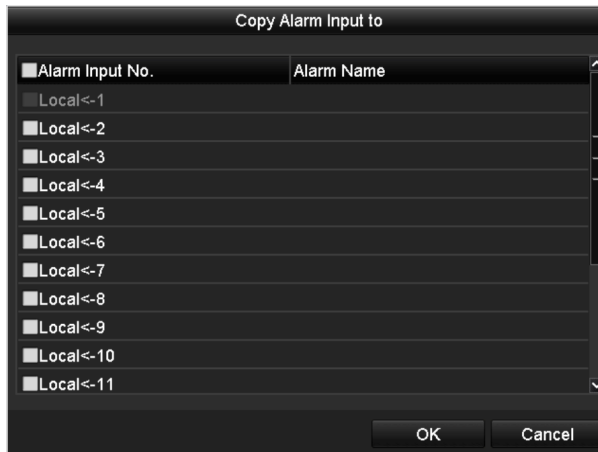 Copy Alarm Input to
Alarm Input No. Alarm Name
Local<-1
Local<-2
Local<-3
Local<-4
Local<-5
Local<-6
Local<-7
Local<-8
Local<-9
Local<-10
Local<-11
OK Cancel